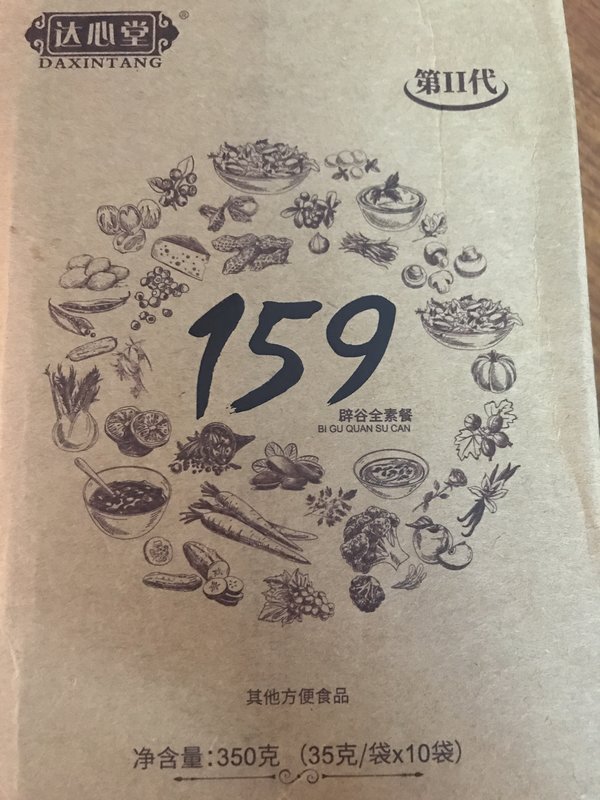 达心堂®
DAXINTANG
第II代
159
辟谷全素餐
BI GU QUAN SU CAN
其他方便食品
净含量:350克 (35克/袋x10袋)